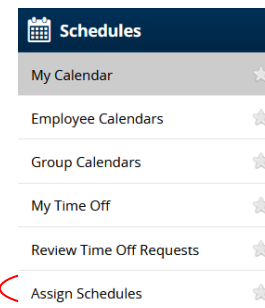 Schedules
My Calendar
Employee Calendars
Group Calendars
My Time Off
Review Time Off Requests
Assign Schedules